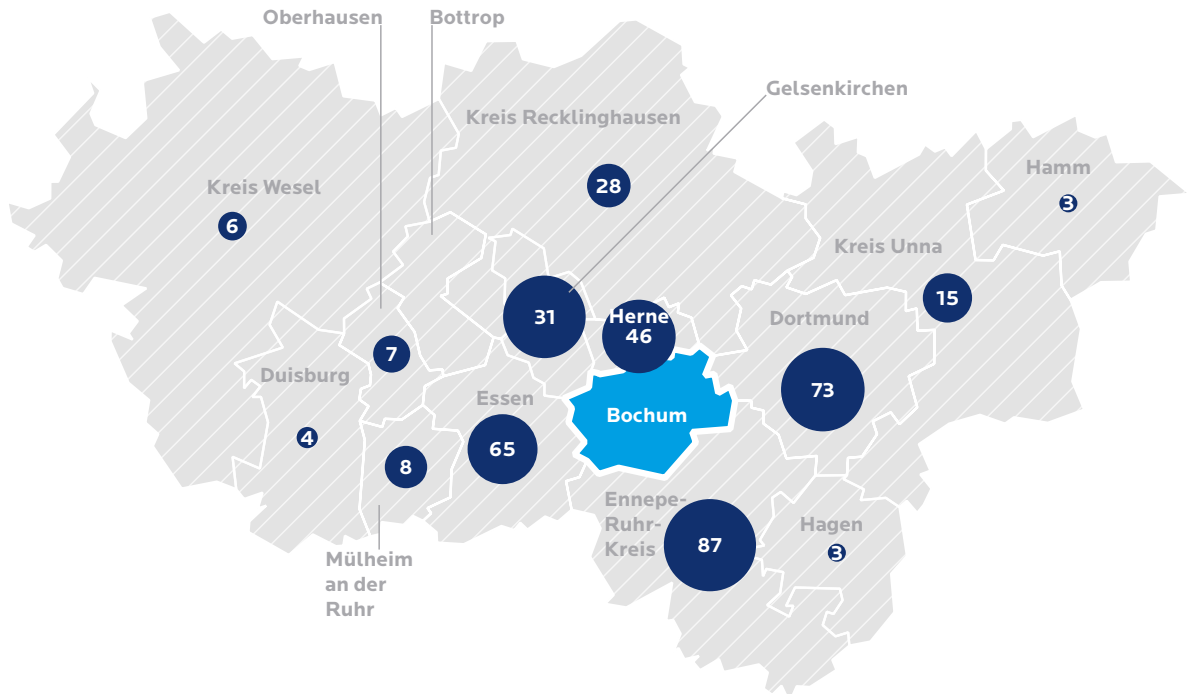 Oberhausen
Bottrop
Gelsenkirchen
Kreis Recklinghausen
Hamm
Kreis Wesel
28
3
6
Kreis Unna
15
31
Herne
46
Dortmund
7
Duisburg
73
Essen
Bochum
4
65
8
Ennepe-
Ruhr-
Kreis
87
Hagen
3
Mülheim
an der
Ruhr